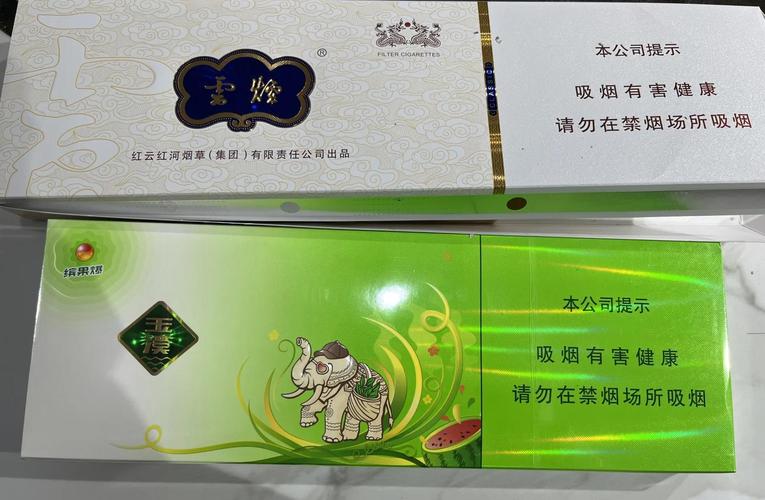 雲烟
®
FILTER CIGARETTES
CLASSIC
红云红河烟草(集团)有限责任公司出品
本公司提示
吸烟有害健康
请勿在禁烟场所吸烟
缤果爆
玉溪
本公司提示
吸烟有害健康
请勿在禁烟场所吸烟